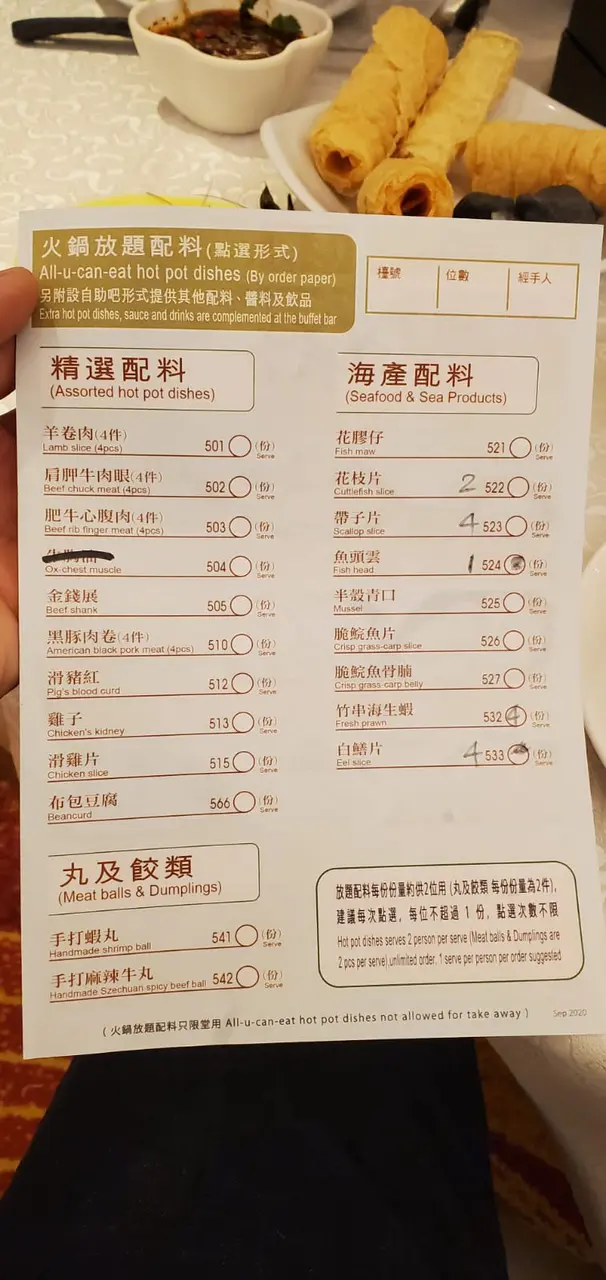 火鍋放題配料(點選形式)
All-u-can-eat hot pot dishes (By order paper)
另附設自助吧形式提供其他配料、醬料及飲品
Extra hot pot dishes, sauce and drinks are complemented at the buffet bar
檯號 位數 經手人
精選配料
(Assorted hot pot dishes)
羊卷肉(4件) 501 (份)
Lamb slice (4pcs) Serve
肩胛牛肉眼(4件) 502 (份)
Beef chuck meat (4pcs) Serve
肥牛心腹肉(4件) 503 (份)
Beef rib finger meat (4pcs) Serve
504 (份)
Ox-chest muscle Serve
金錢展 505 (份)
Beef shank Serve
黑豚肉卷(4件) 510 (份)
American black pork meat (4pcs) Serve
滑豬紅 512 (份)
Pig's blood curd Serve
雞子 513 (份)
Chicken's kidney Serve
滑雞片 515 (份)
Chicken slice Serve
布包豆腐 566 (份)
Beancurd Serve
丸及餃類
(Meat balls & Dumplings)
手打蝦丸 541 (份)
Handmade shrimp ball Serve
手打麻辣牛丸 542 (份)
Handmade Szechuan spicy beef ball Serve
海產配料
(Seafood & Sea Products)
花膠仔 521 (份)
Fish maw Serve
花枝片 2 522 (份)
Cuttlefish slice Serve
帶子片 4 523 (份)
Scallop slice Serve
魚頭雲 1 524 (份)
Fish head Serve
半殼青口 525 (份)
Mussel Serve
脆鯇魚片 526 (份)
Crisp grass-carp slice Serve
脆鯇魚骨腩 527 (份)
Crisp grass-carp belly Serve
竹串海生蝦 532 4 (份)
Fresh prawn Serve
白鱔片 4 533 (份)
Eel slice Serve
放題配料每份份量約供2位用 (丸及餃類 每份份量為2件),
建議每次點選, 每位不超過 1 份, 點選次數不限
Hot pot dishes serves 2 person per serve (Meat balls & Dumplings are
2 pcs per serve),unlimited order, 1 serve per person per order suggested
( 火鍋放題配料只限堂用 All-u-can-eat hot pot dishes not allowed for take away )
Sep 2020